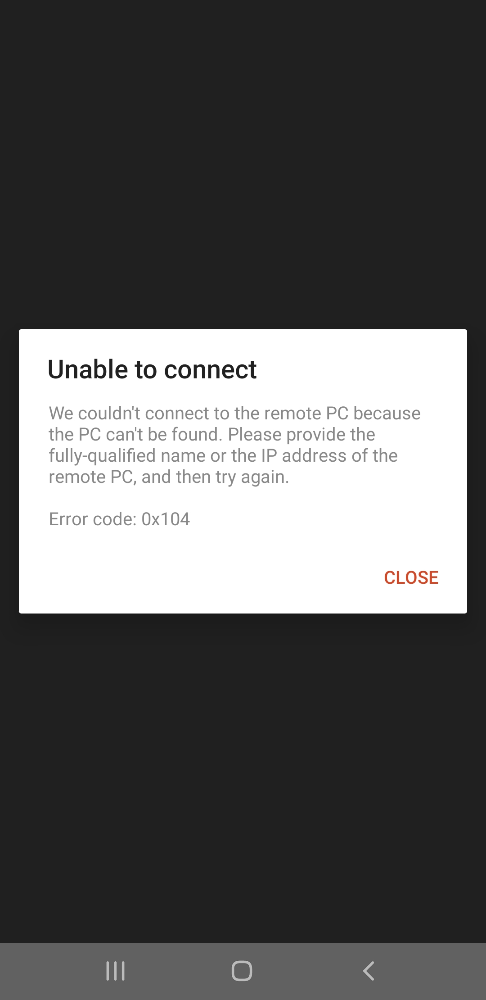 Unable to connect
We couldn't connect to the remote PC because
the PC can't be found. Please provide the
fully-qualified name or the IP address of the
remote PC, and then try again.
Error code: 0x104
CLOSE